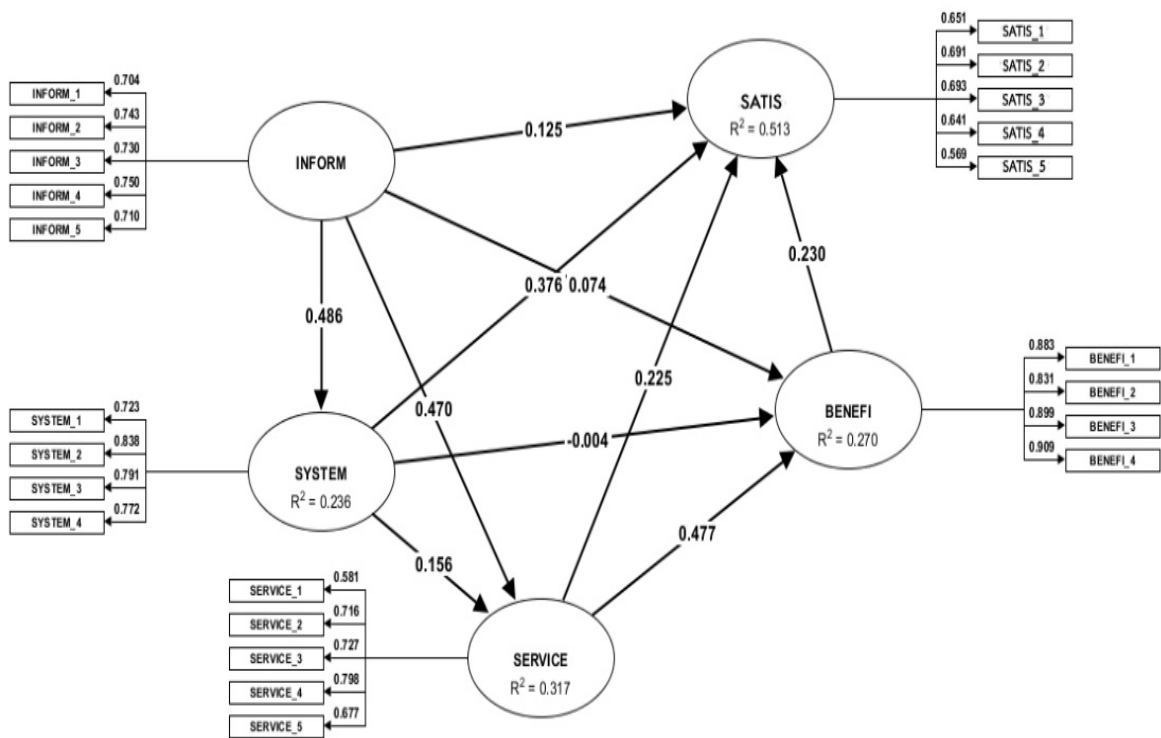 0.704
INFORM_1
0.743
INFORM_2
0.730
INFORM_3
0.750
INFORM_4
0.710
INFORM_5
INFORM
0.651
SATIS_1
0.691
SATIS_2
0.693
SATIS_3
0.641
SATIS_4
0.569
SATIS_5
SATIS
R² = 0.513
0.125
0.376
0.074
0.230
0.486
0.470
0.225
0.723
SYSTEM_1
0.838
SYSTEM_2
0.791
SYSTEM_3
0.772
SYSTEM_4
SYSTEM
R² = 0.236
-0.004
0.883
BENEFI_1
0.831
BENEFI_2
0.899
BENEFI_3
0.909
BENEFI_4
BENEFI
R² = 0.270
0.156
0.477
0.581
SERVICE_1
0.716
SERVICE_2
0.727
SERVICE_3
0.798
SERVICE_4
0.677
SERVICE_5
SERVICE
R² = 0.317